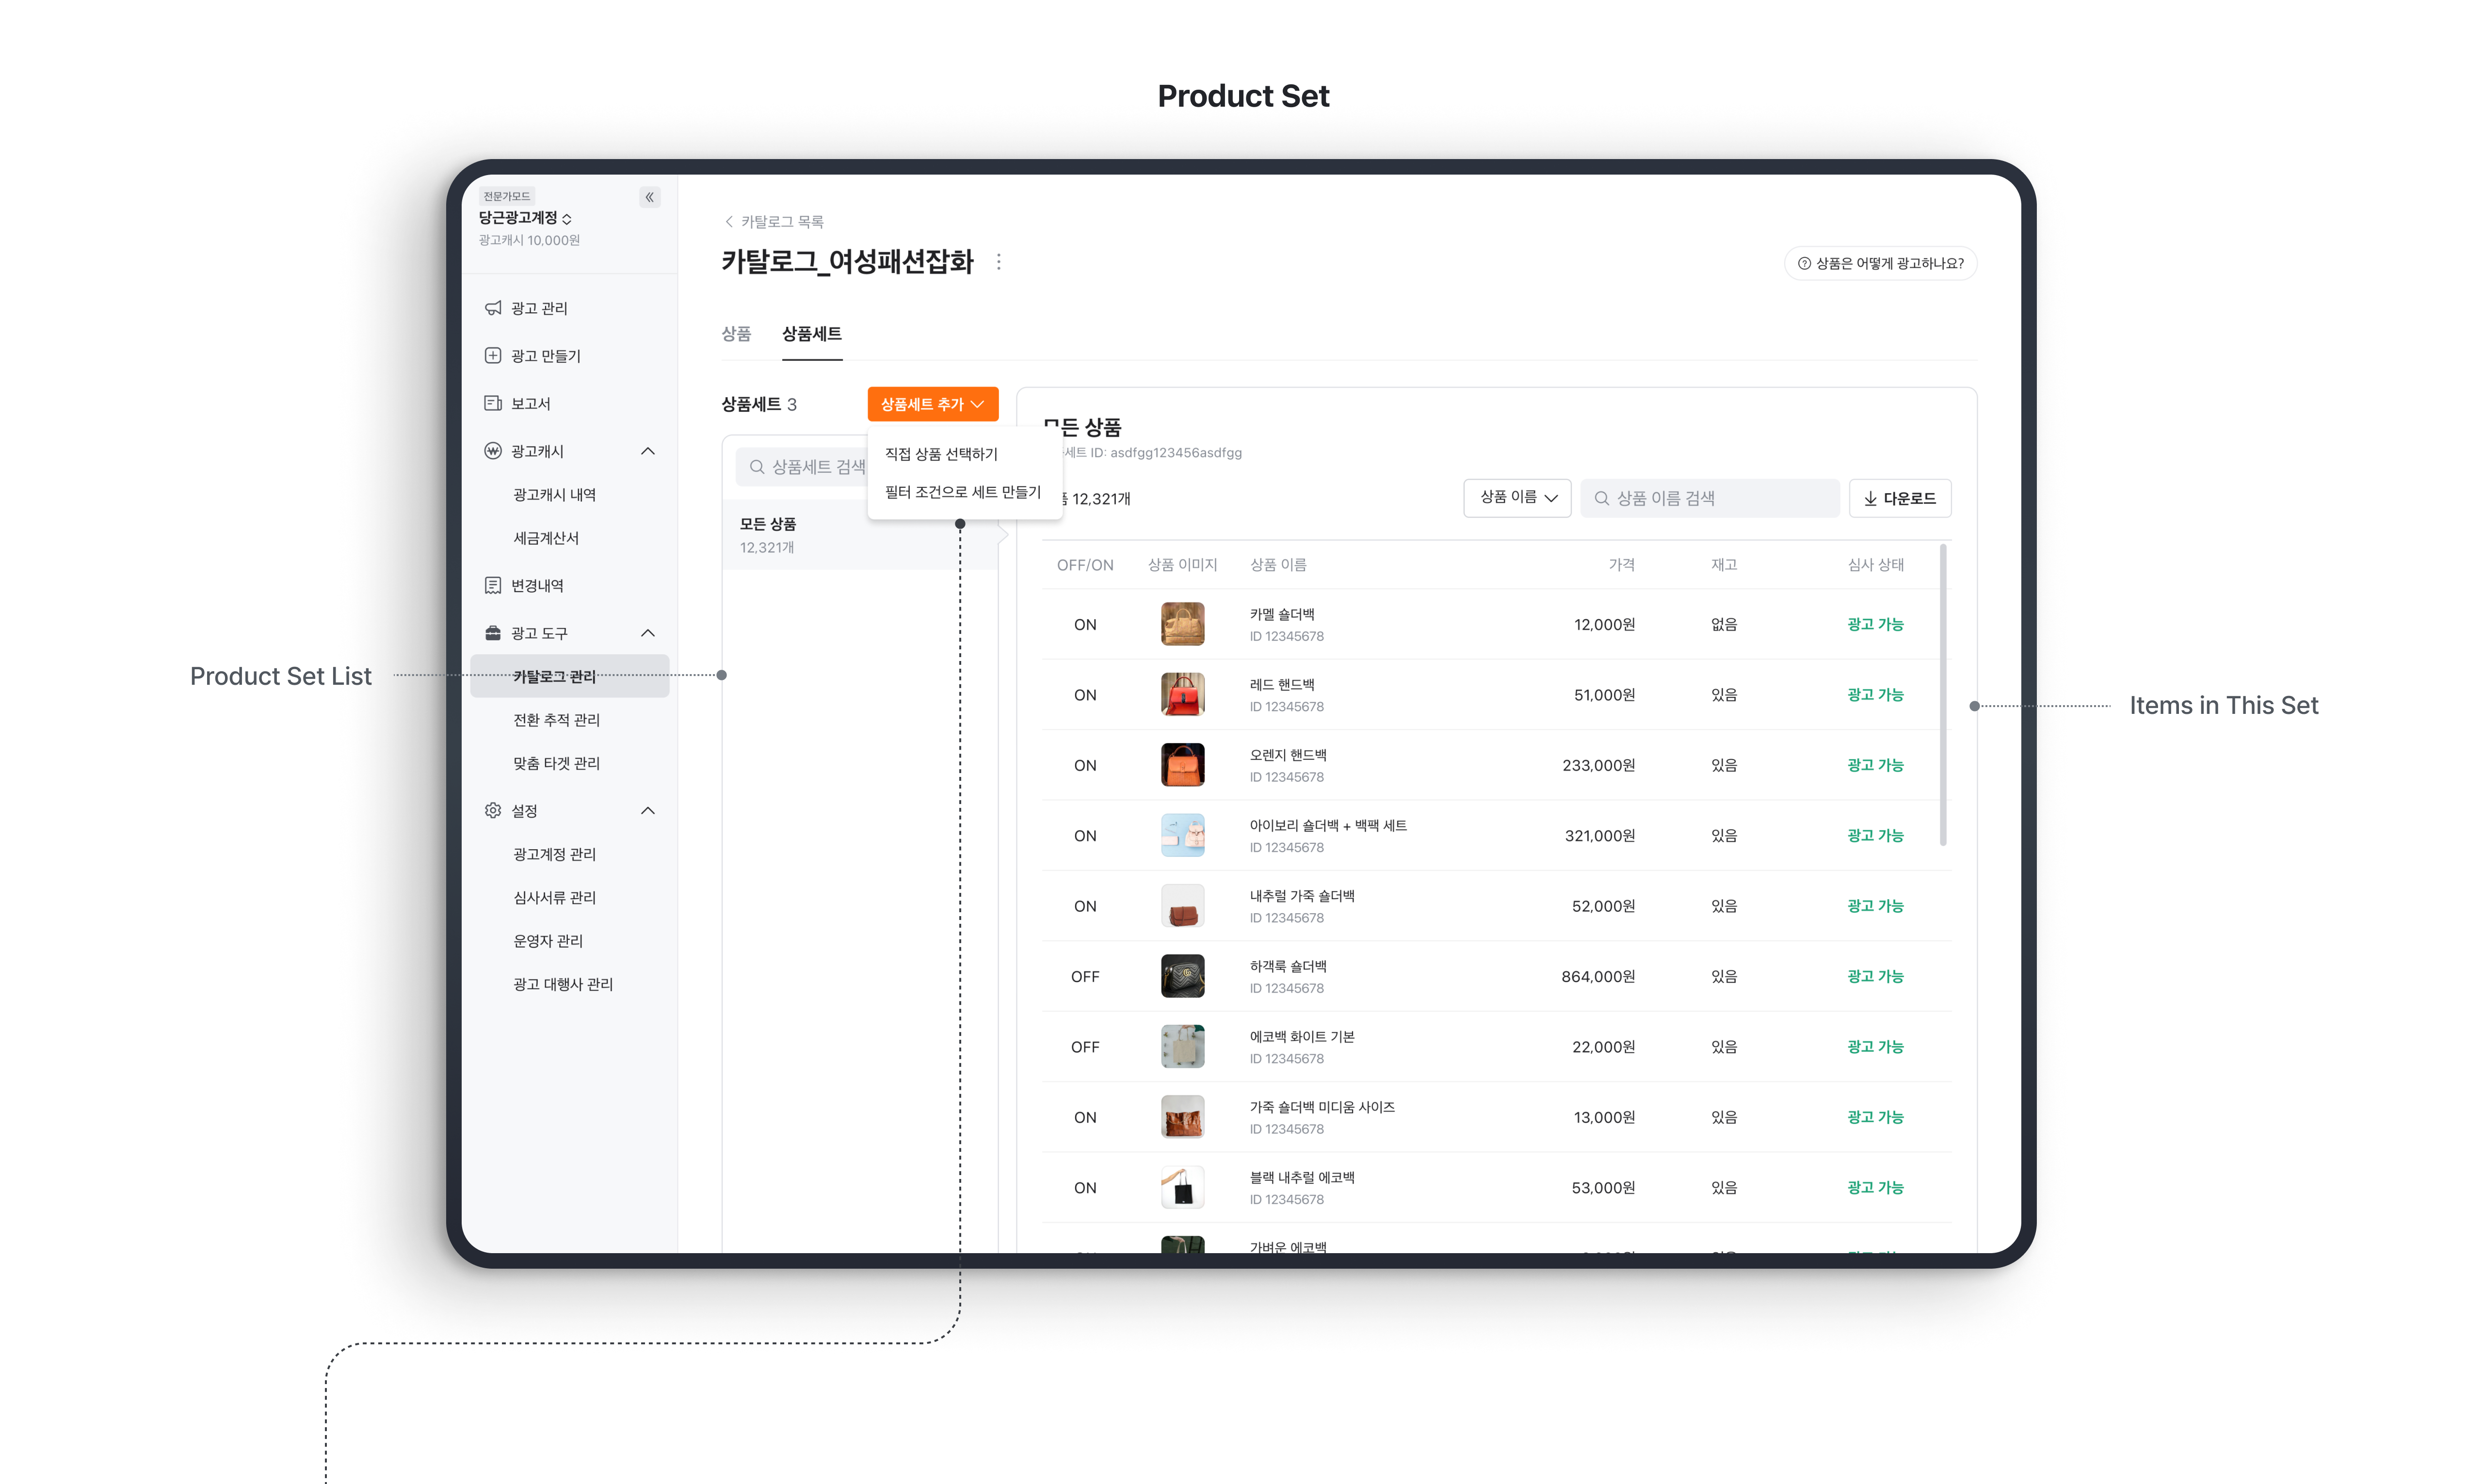 Product Set
전문가모드
당근광고계정
광고캐시 10,000원
광고 관리
광고 만들기
보고서
광고캐시
광고캐시 내역
세금계산서
변경내역
광고 도구
카탈로그 관리
전환 추적 관리
맞춤 타겟 관리
설정
광고계정 관리
심사서류 관리
운영자 관리
광고 대행사 관리
카탈로그 목록
카탈로그_여성패션잡화
상품은 어떻게 광고하나요?
상품 상품세트
상품세트 3
상품세트 추가
직접 상품 선택하기
필터 조건으로 세트 만들기
상품세트 검색
모든 상품
12,321개
모든 상품
세트 ID: asdfgg123456asdfgg
12,321개
상품 이름
상품 이름 검색
다운로드
OFF/ON 상품 이미지 상품 이름 가격 재고 심사 상태
ON 카멜 숄더백 12,000원 없음 광고 가능
ID 12345678
ON 레드 핸드백 51,000원 있음 광고 가능
ID 12345678
ON 오렌지 핸드백 233,000원 있음 광고 가능
ID 12345678
ON 아이보리 숄더백 + 백팩 세트 321,000원 있음 광고 가능
ID 12345678
ON 내추럴 가죽 숄더백 52,000원 있음 광고 가능
ID 12345678
OFF 하객룩 숄더백 864,000원 있음 광고 가능
ID 12345678
OFF 에코백 화이트 기본 22,000원 있음 광고 가능
ID 12345678
ON 가죽 숄더백 미디움 사이즈 13,000원 있음 광고 가능
ID 12345678
ON 블랙 내추럴 에코백 53,000원 있음 광고 가능
ID 12345678
가벼운 에코백
Product Set List
Items in This Set